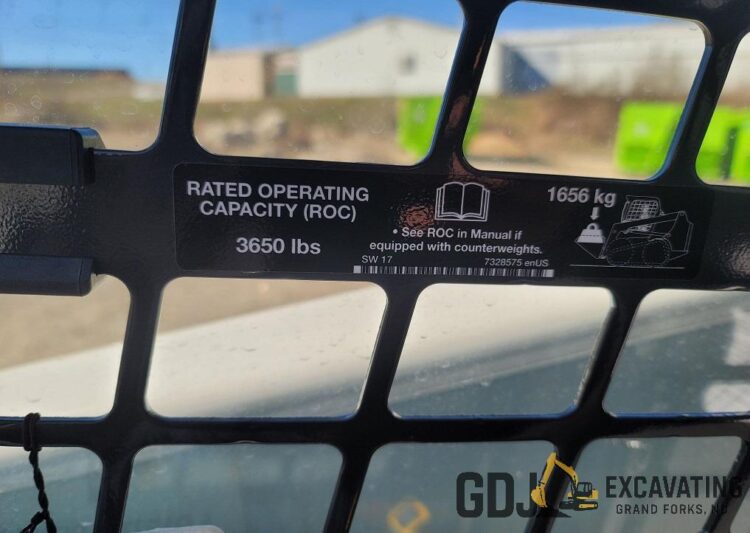 RATED OPERATING
CAPACITY (ROC)
3650 lbs
• See ROC in Manual if
equipped with counterweights.
SW 17 7328575 enUS
1656 kg
GDJ EXCAVATING
GRAND FORKS, ND